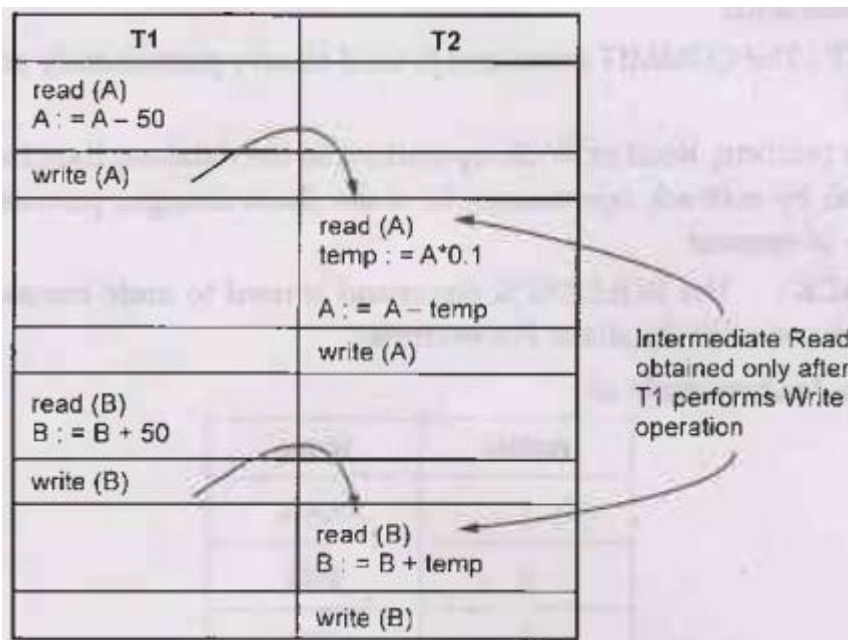 T1
T2
read (A)
A : = A – 50
write (A)
read (A)
temp : = A*0.1
A : = A – temp
write (A)
Intermediate Read
obtained only after
T1 performs Write
operation
read (B)
B : = B + 50
write (B)
read (B)
B : = B + temp
write (B)